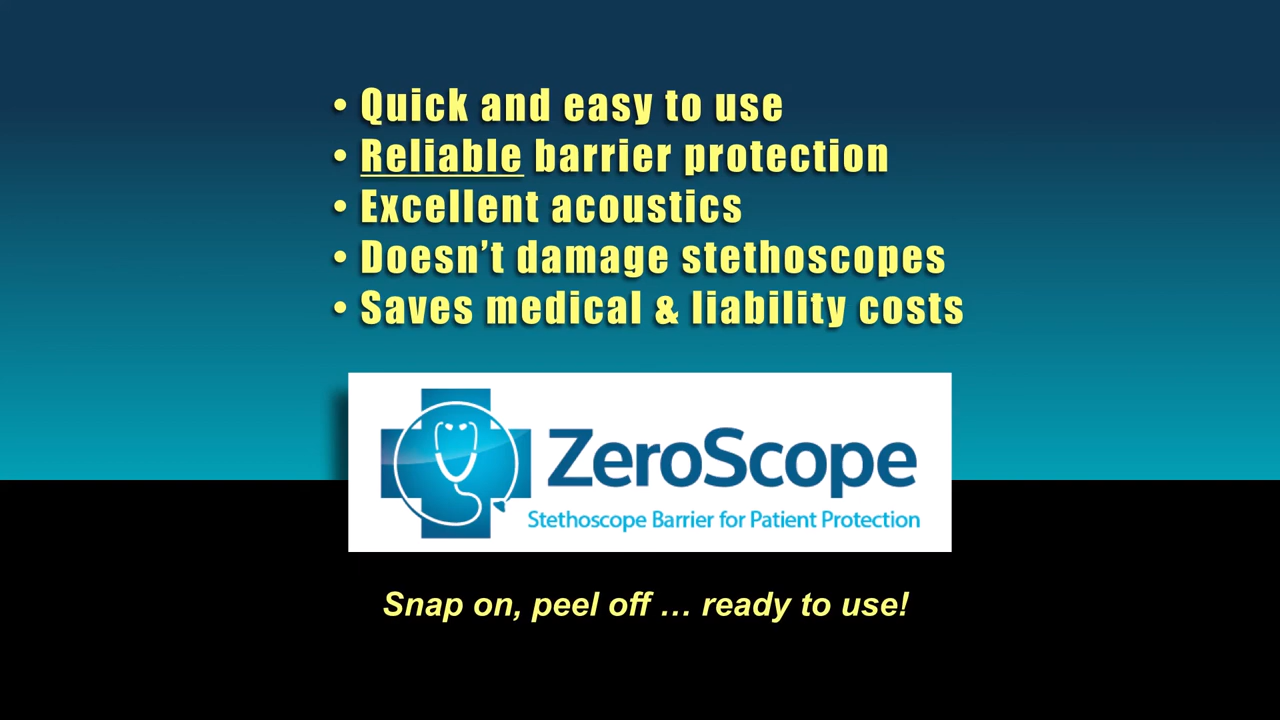 • Quick and easy to use
• Reliable barrier protection
• Excellent acoustics
• Doesn’t damage stethoscopes
• Saves medical & liability costs
ZeroScope
Stethoscope Barrier for Patient Protection
Snap on, peel off … ready to use!